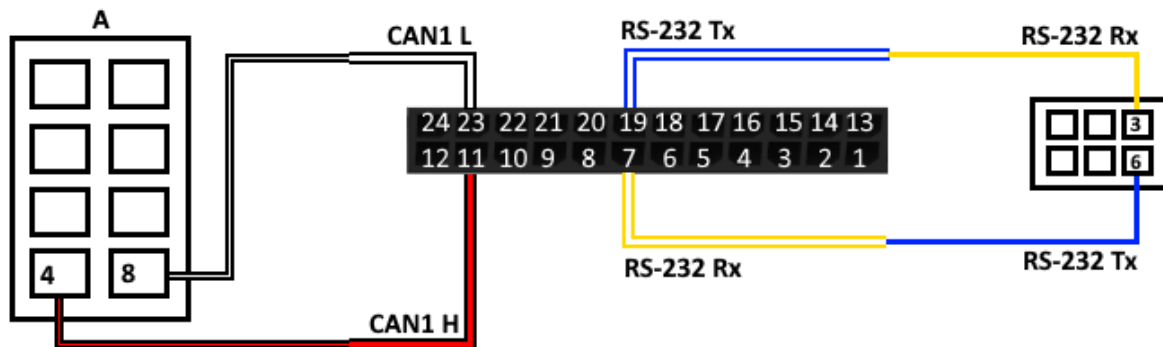 A
CAN1 L
RS-232 Tx
RS-232 Rx
24 23 22 21 20 19 18 17 16 15 14 13
12 11 10 9 8 7 6 5 4 3 2 1
3
6
4
8
RS-232 Rx
RS-232 Tx
CAN1 H